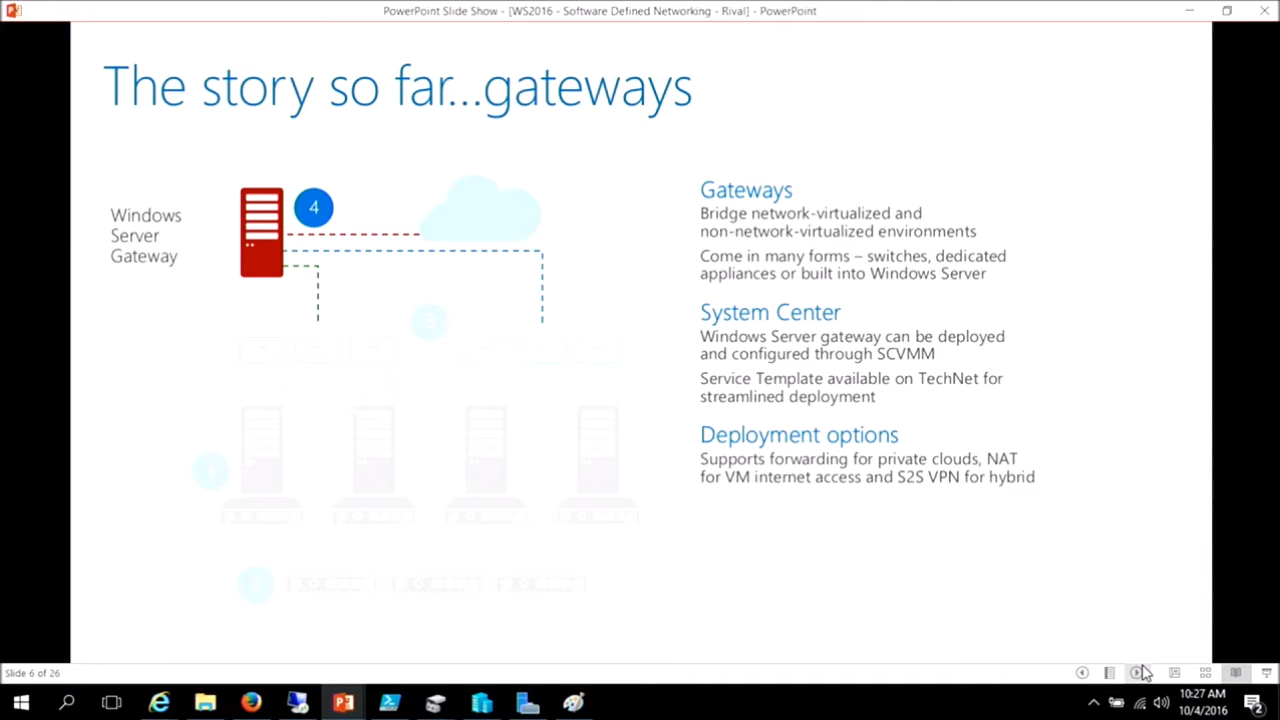 PowerPoint Slide Show - [WS2016 - Software Defined Networking - Rival] - PowerPoint
The story so far...gateways
Windows
Server
Gateway
4
Gateways
Bridge network-virtualized and
non-network-virtualized environments
Come in many forms – switches, dedicated
appliances or built into Windows Server
System Center
Windows Server gateway can be deployed
and configured through SCVMM
Service Template available on TechNet for
streamlined deployment
Deployment options
Supports forwarding for private clouds, NAT
for VM internet access and S2S VPN for hybrid
Slide 6 of 26
10:27 AM
10/4/2016
2